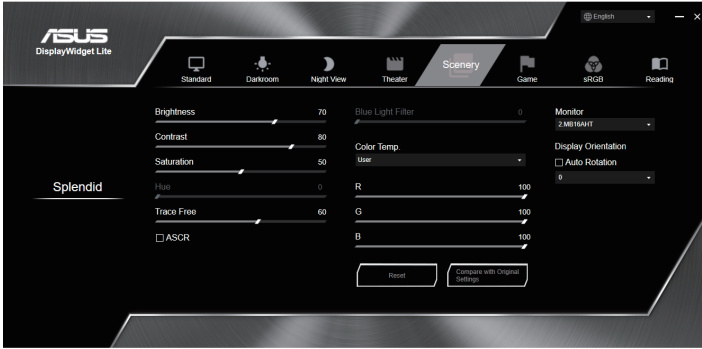 English
ASUS
DisplayWidget Lite
Standard
Darkroom
Night View
Theater
Scenery
Game
sRGB
Reading
Splendid
Brightness 70
Contrast 80
Saturation 50
Hue 0
Trace Free 60
ASCR
Blue Light Filter 0
Color Temp.
User
R 100
G 100
B 100
Reset
Compare with Original
Settings
Monitor
2.MB16AHT
Display Orientation
Auto Rotation
0